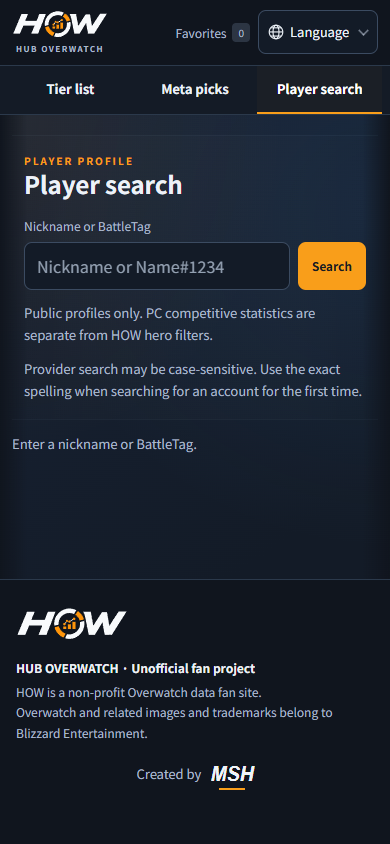 HOW
HUB OVERWATCH
Favorites 0
Language
Tier list
Meta picks
Player search
PLAYER PROFILE
Player search
Nickname or BattleTag
Nickname or Name#1234
Search
Public profiles only. PC competitive statistics are
separate from HOW hero filters.
Provider search may be case-sensitive. Use the exact
spelling when searching for an account for the first time.
Enter a nickname or BattleTag.
HOW
HUB OVERWATCH · Unofficial fan project
HOW is a non-profit Overwatch data fan site.
Overwatch and related images and trademarks belong to
Blizzard Entertainment.
Created by MSH